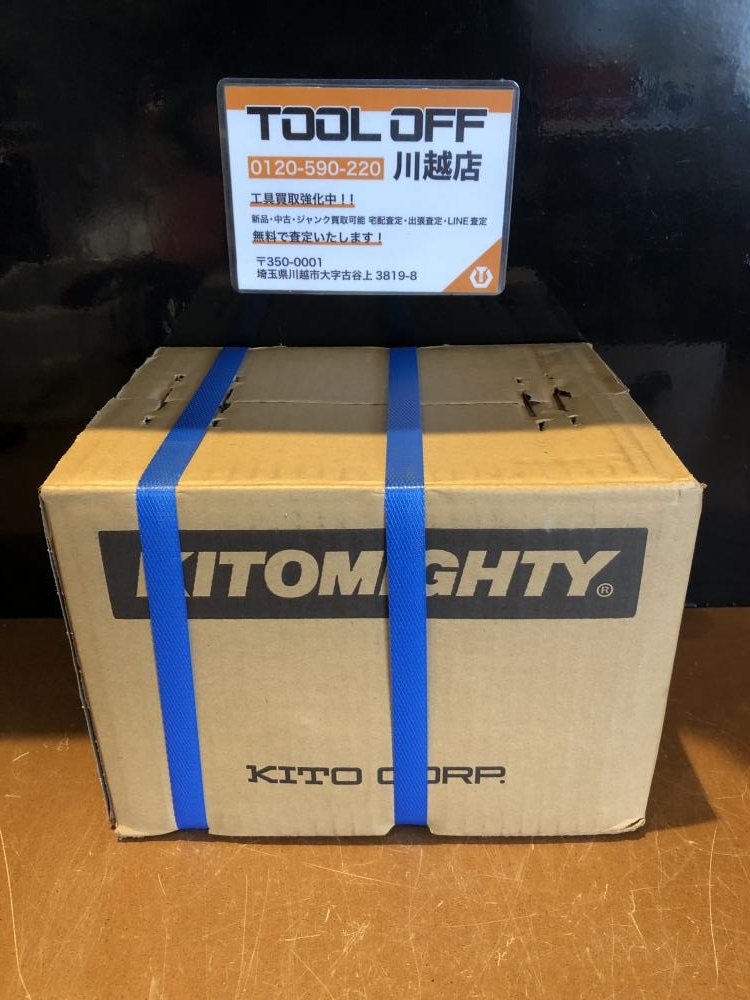 TOOL OFF
0120-590-220 川越店
工具買取強化中！！
新品・中古・ジャンク買取可能 宅配査定・出張査定・LINE査定
無料で査定いたします！
〒350-0001
埼玉県川越市大字古谷上 3819-8
KITOMIGHTY®
KITO CORP.